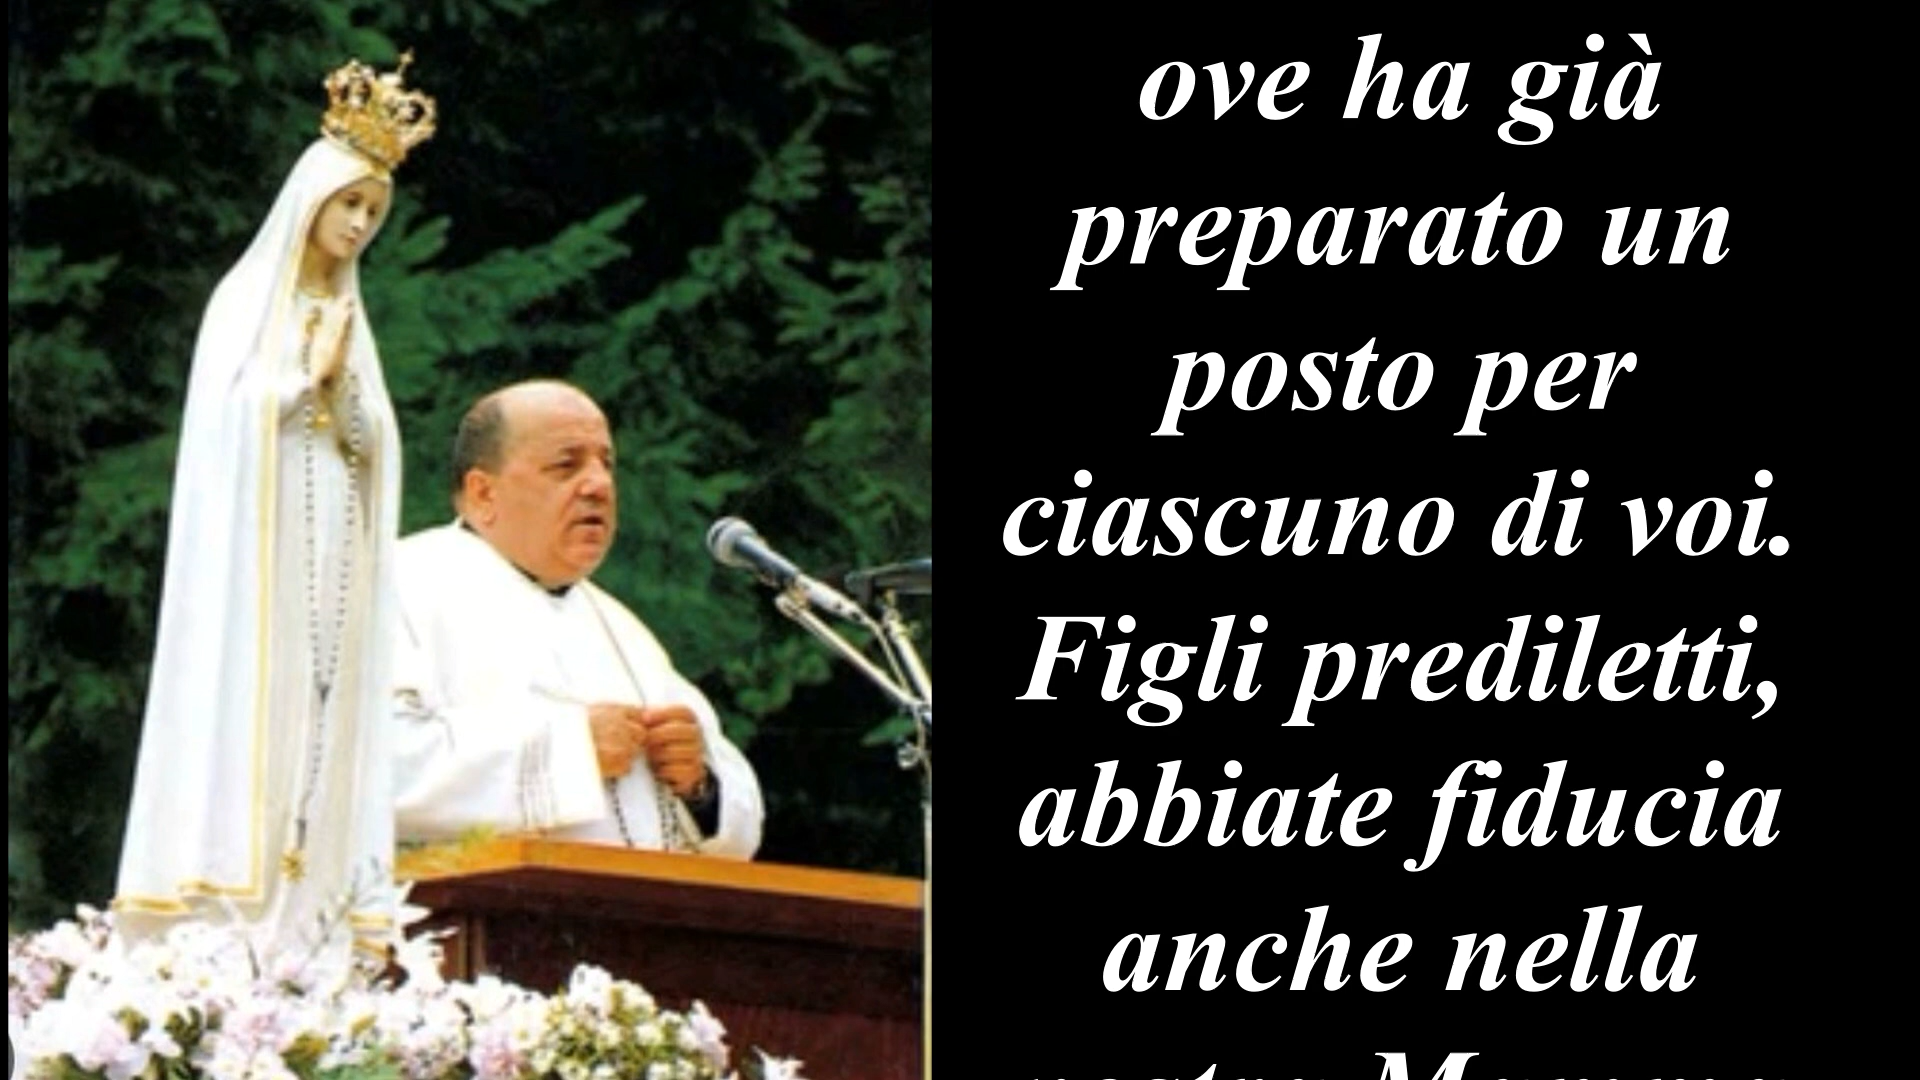 ove ha già
preparato un
posto per
ciascuno di voi.
Figli prediletti,
abbiate fiducia
anche nella